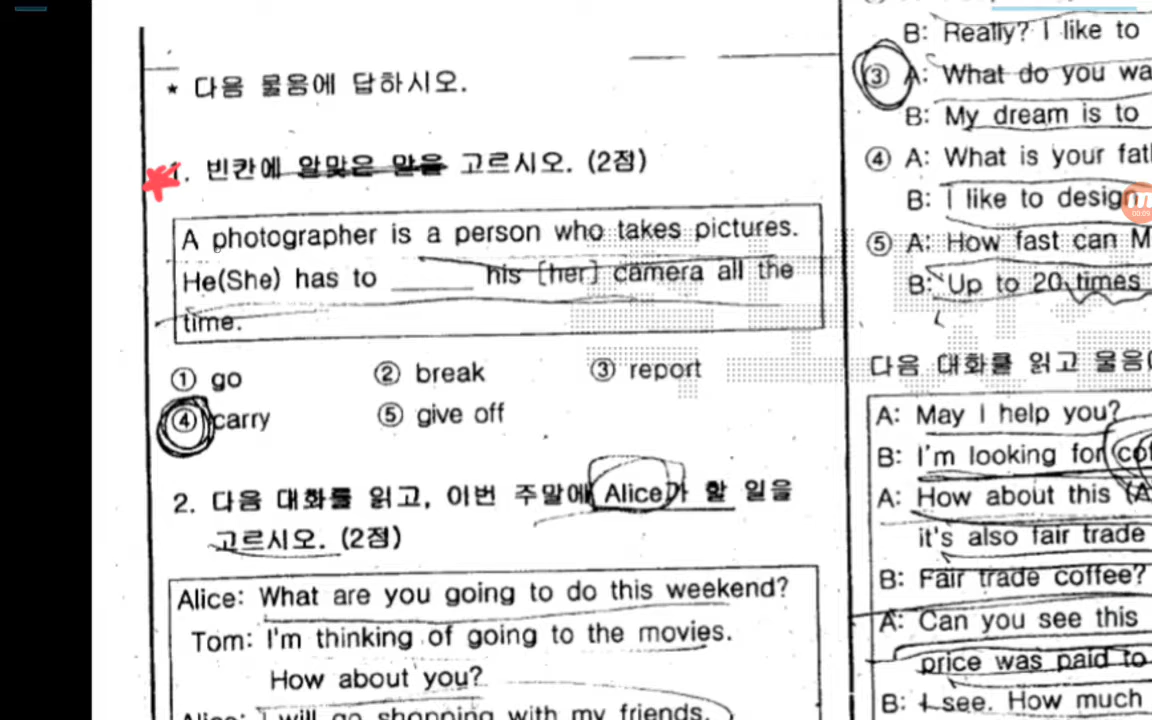 * 다음 물음에 답하시오.
1. 빈칸에 알맞은 말을 고르시오. (2점)
A photographer is a person who takes pictures.
He(She) has to ______ his [her] camera all the
time.
① go ② break ③ report
④ carry ⑤ give off
2. 다음 대화를 읽고, 이번 주말에 Alice가 할 일을
고르시오. (2점)
Alice: What are you going to do this weekend?
Tom: I'm thinking of going to the movies.
How about you?
Alice: I will go shopping with my friends.
B: Really? I like to
③ A: What do you
B: My dream is to
④ A: What is your
B: I like to design
⑤ A: How fast can
B: Up to 20 times
다음 대화를 읽고
A: May I help you?
B: I'm looking for
A: How about this (A
it's also fair trade
B: Fair trade coffee?
A: Can you see this
price was paid to
B: I see. How much